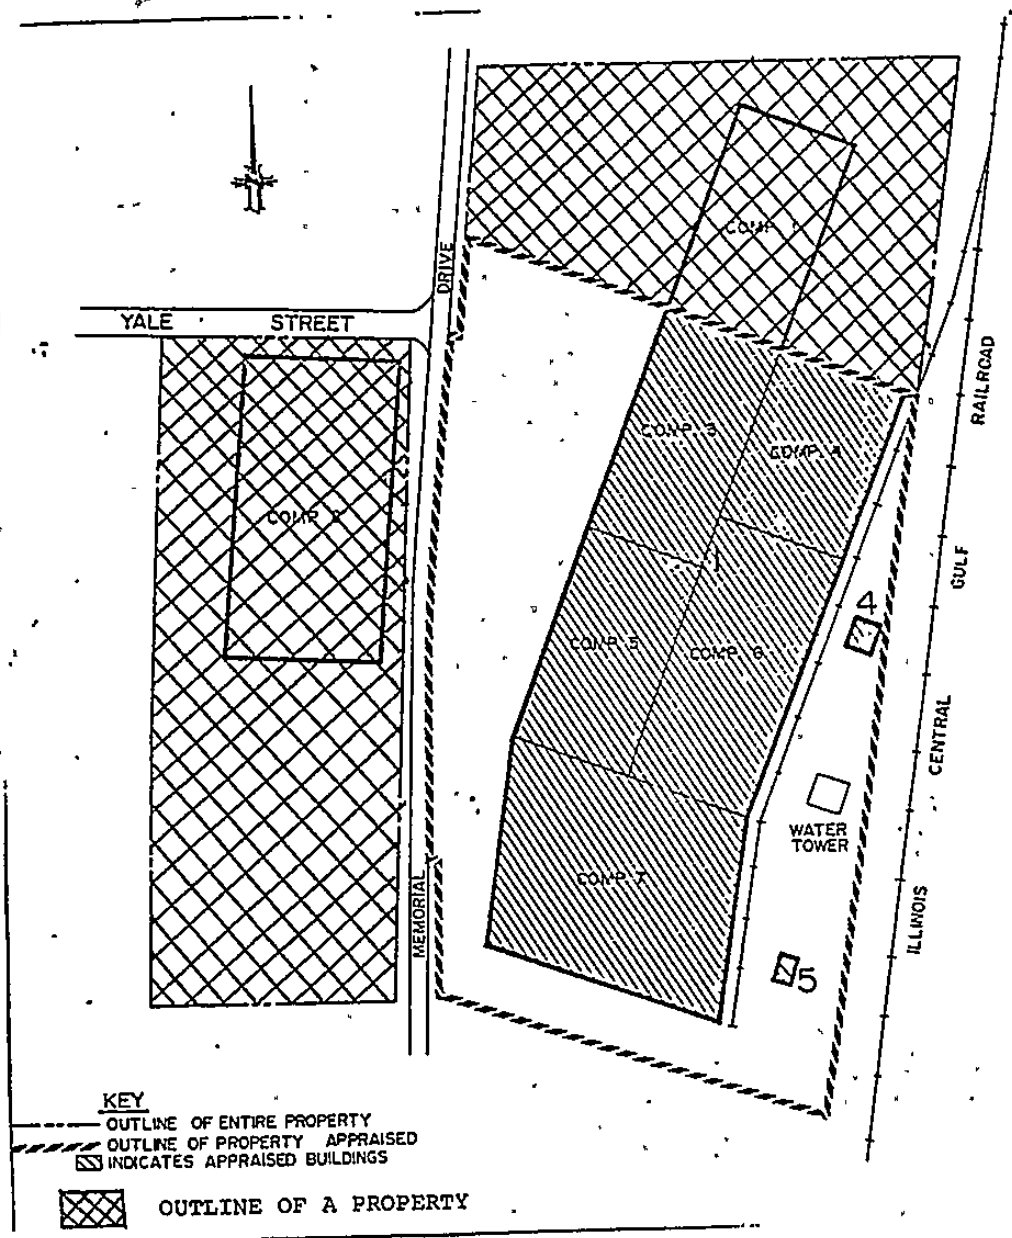 COMP 1
DRIVE
YALE STREET
RAILROAD
COMP. 3
COMP. 4
COMP 2
GULF
4
COMP 5
COMP 6
CENTRAL
WATER
TOWER
COMP 7
MEMORIAL
ILLINOIS
5
KEY
OUTLINE OF ENTIRE PROPERTY
OUTLINE OF PROPERTY APPRAISED
INDICATES APPRAISED BUILDINGS
OUTLINE OF A PROPERTY